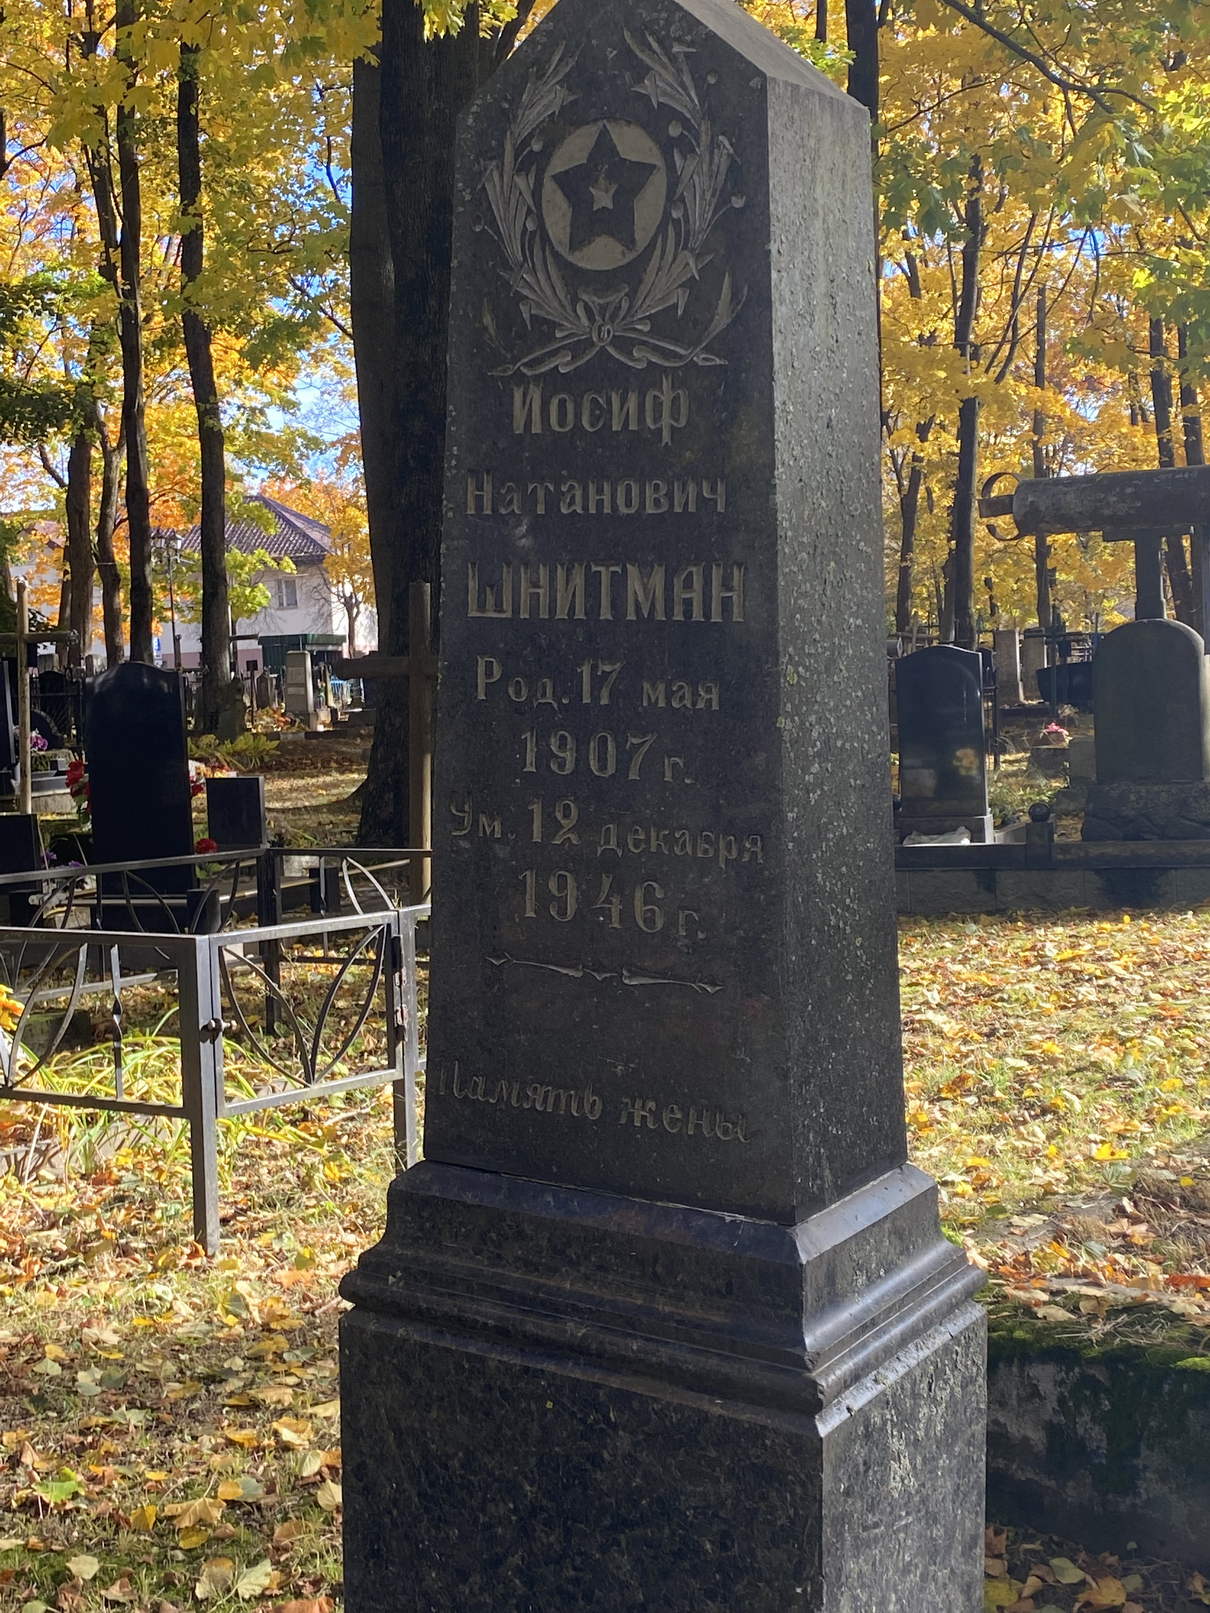 Иосиф
Натанович
ШНИТМАН
Род. 17 мая
1907 г.
Ум. 12 декабря
1946 г.
Память жены